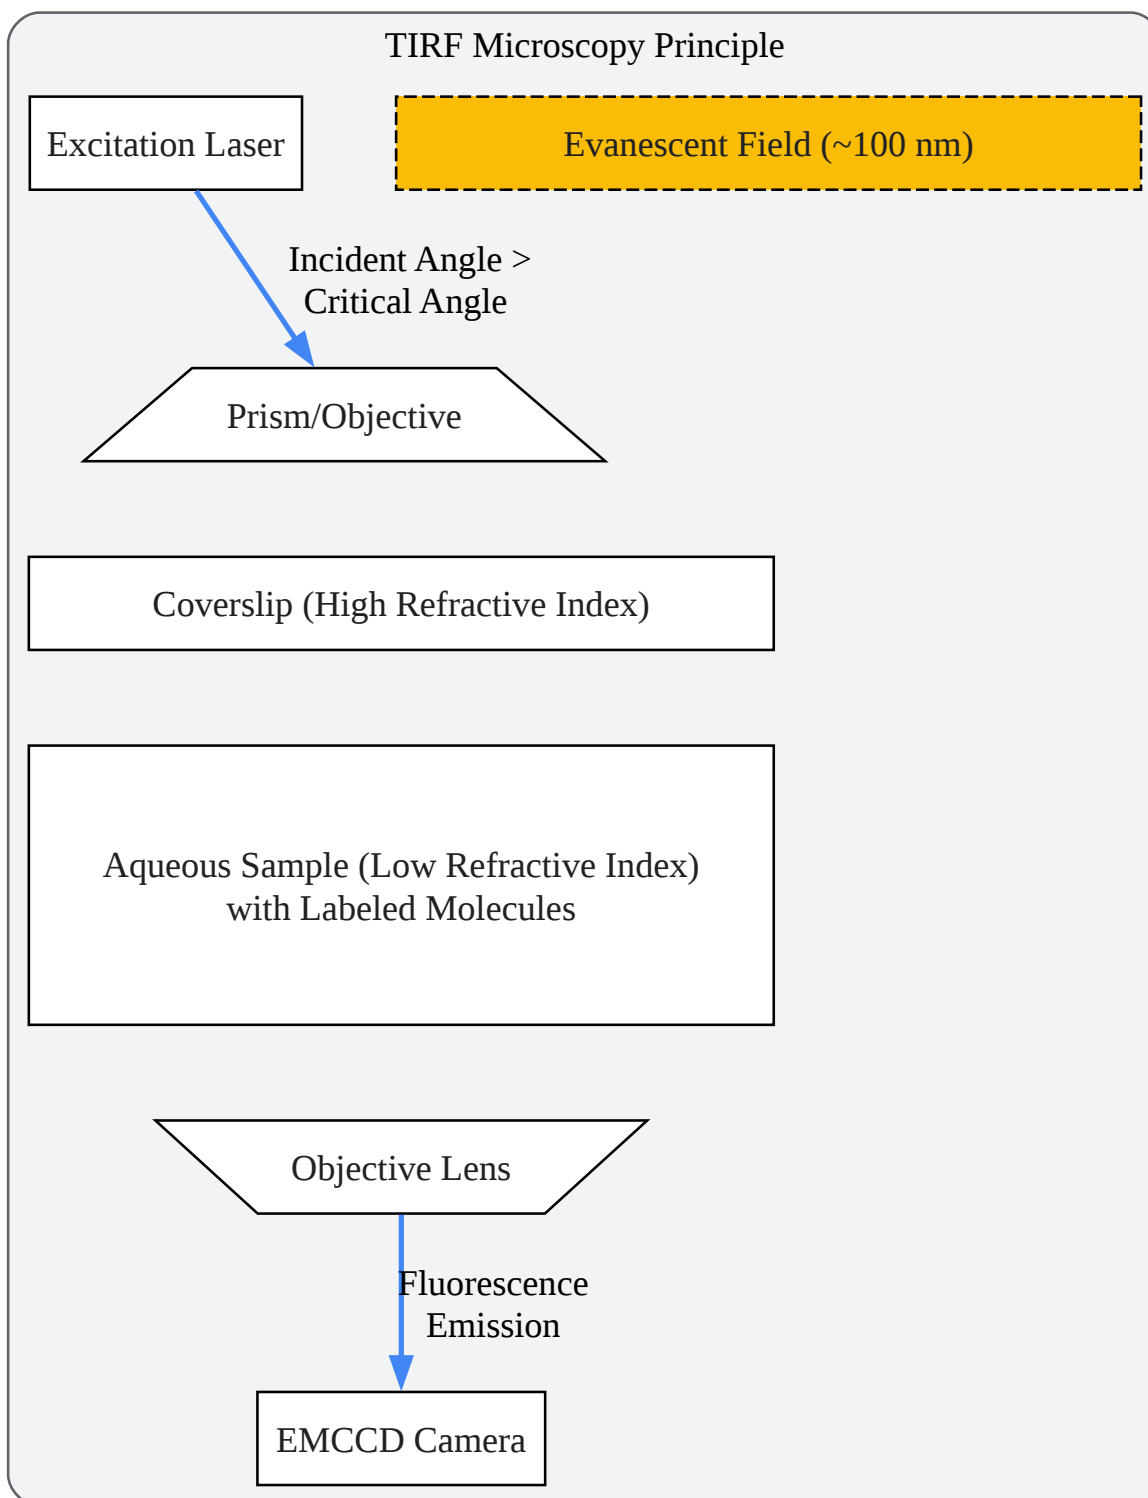 TIRF Microscopy Principle
Excitation Laser
Evanescent Field (~100 nm)
Incident Angle >
Critical Angle
Prism/Objective
Coverslip (High Refractive Index)
Aqueous Sample (Low Refractive Index)
with Labeled Molecules
Objective Lens
Fluorescence
Emission
EMCCD Camera